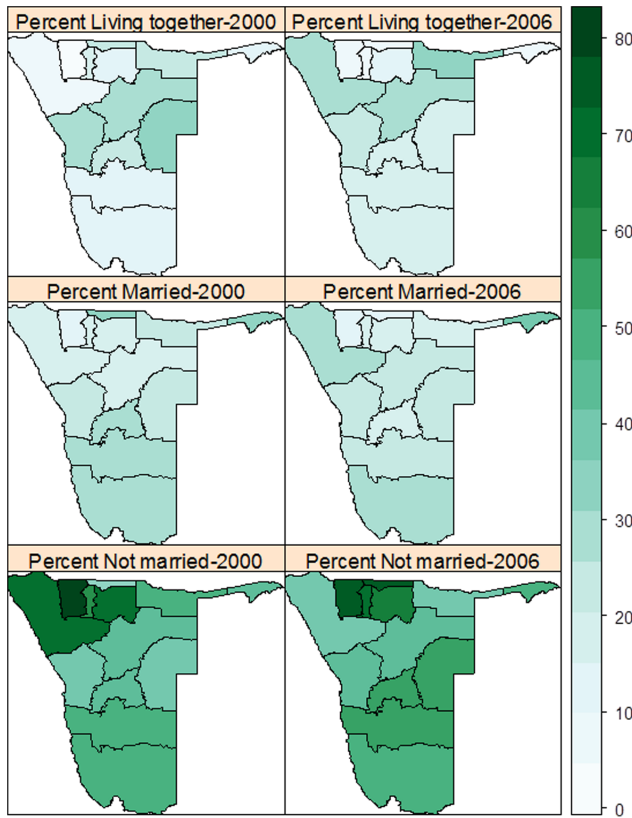 Percent Living together-2000
Percent Living together-2006
Percent Married-2000
Percent Married-2006
Percent Not married-2000
Percent Not married-2006
80
70
60
50
40
30
20
10
0